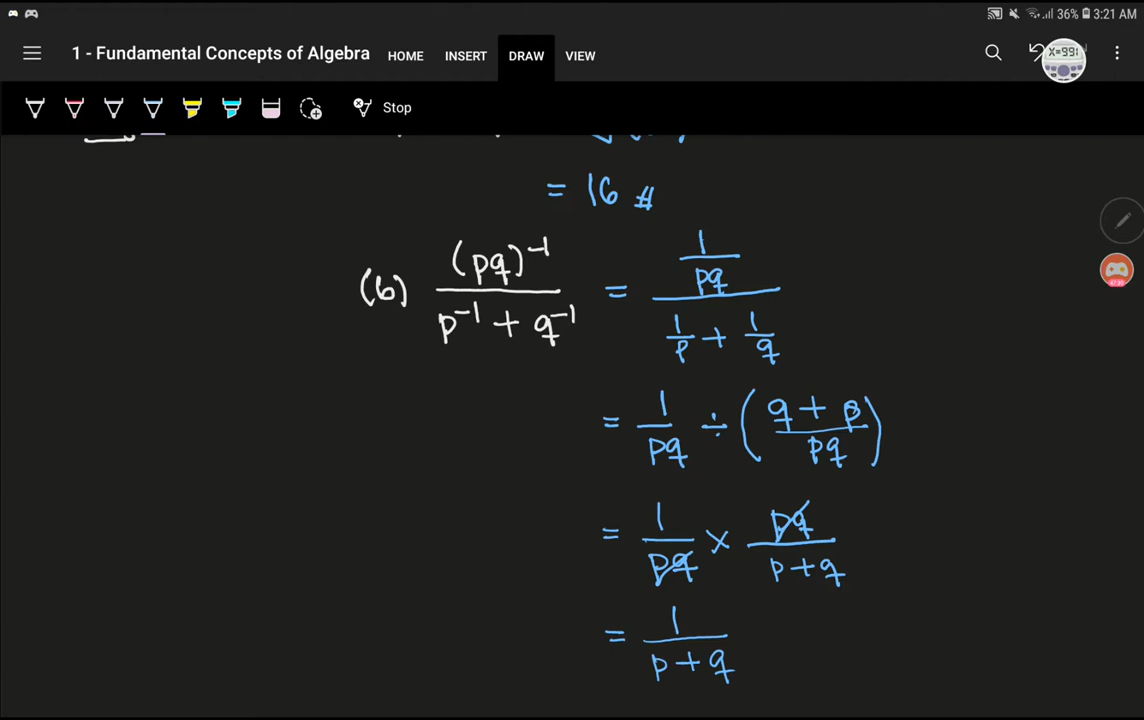 36% 3:21 AM
1 - Fundamental Concepts of Algebra HOME INSERT DRAW VIEW
X=991
Stop
= 16 #
(6) (pq)⁻¹ / (p⁻¹ + q⁻¹) = (1/pq) / (1/p + 1/q)
= 1/pq ÷ ((q + p)/pq)
= 1/pq × pq/(p + q)
= 1/(p + q)